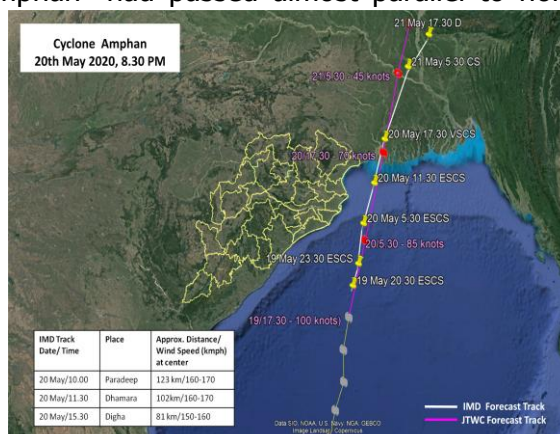 had passed almost parallel to
Cyclone Amphan
20th May 2020, 8.30 PM
21 May 17.30 D
21 May 5.30 CS
21/5.30 - 45 knots
20 May 17.30 VSCS
20/17.30 - 70 knots
20 May 11.30 ESCS
20 May 5.30 ESCS
20/5.30 - 85 knots
19 May 23.30 ESCS
19 May 20.30 ESCS
19/17.30 - 100 knots)
IMD Track Date/ Time | Place | Approx. Distance/ Wind Speed (kmph) at center
20 May/10.00 | Paradeep | 123 km/160-170
20 May/11.30 | Dhamara | 102km/160-170
20 May/15.30 | Digha | 81 km/150-160
IMD Forecast Track
JTWC Forecast Track
Data SIO, NOAA, U.S. Navy, NGA, GEBCO
Image Landsat / Copernicus